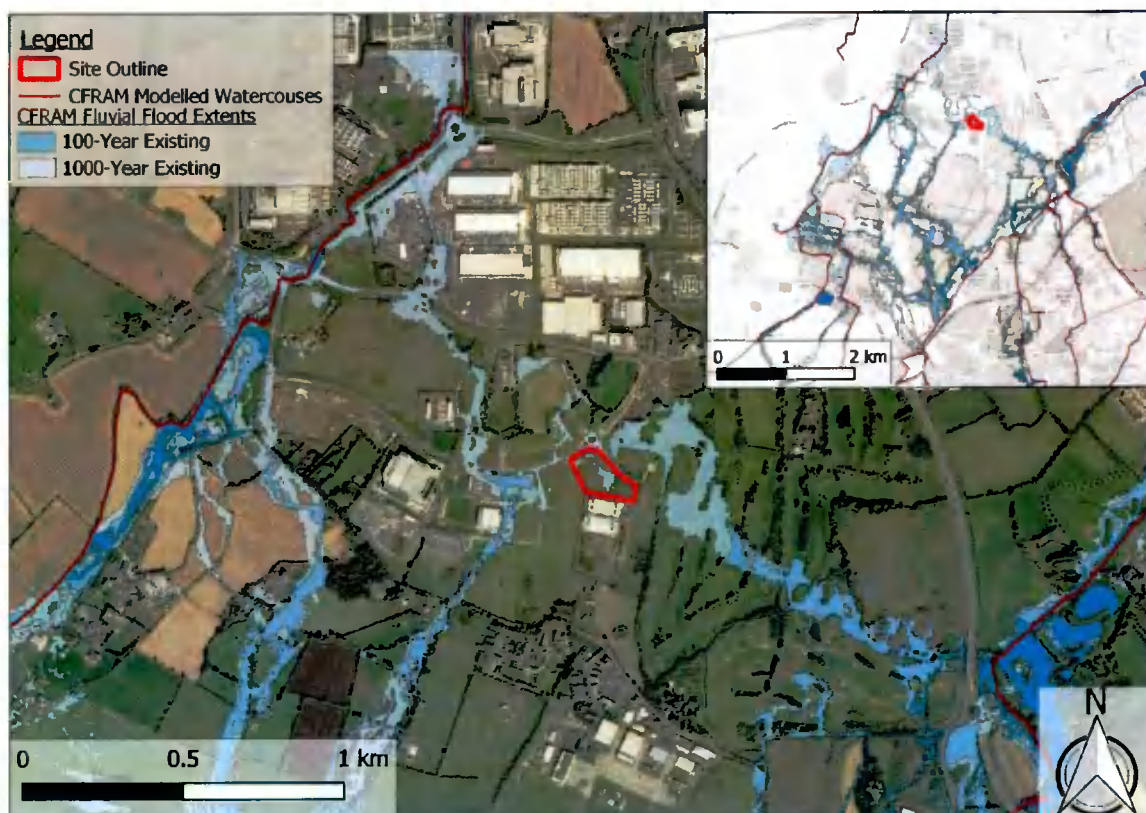 Legend
Site Outline
CFRAM Modelled Watercouses
CFRAM Fluvial Flood Extents
100-Year Existing
1000-Year Existing
0 1 2 km
0 0.5 1 km
N